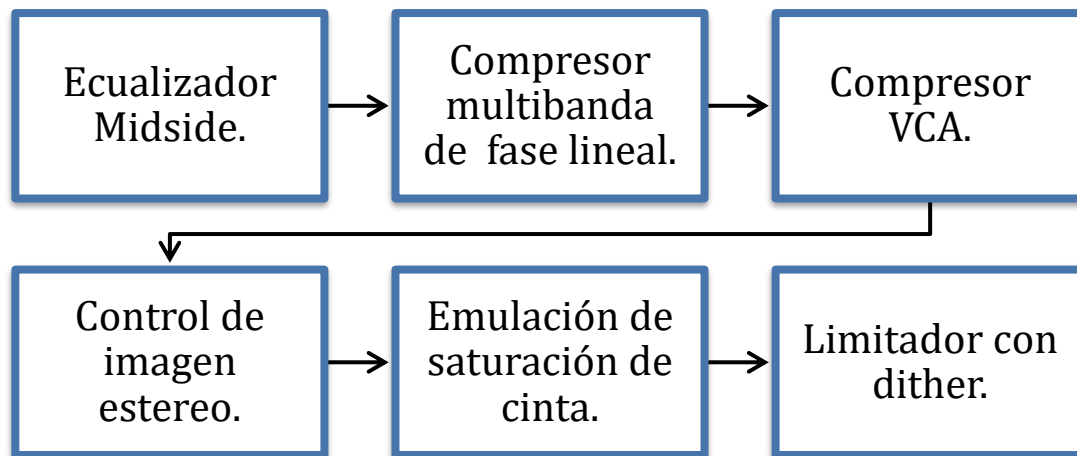 Ecualizador
Midside.
Compresor
multibanda
de fase lineal.
Compresor
VCA.
Control de
imagen
estereo.
Emulación de
saturación de
cinta.
Limitador con
dither.